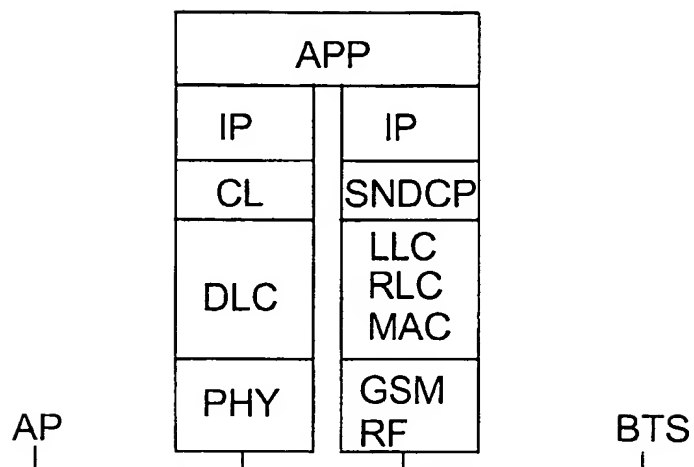 APP
IP IP
CL SNDCP
LLC
DLC RLC
MAC
PHY GSM
RF
AP BTS